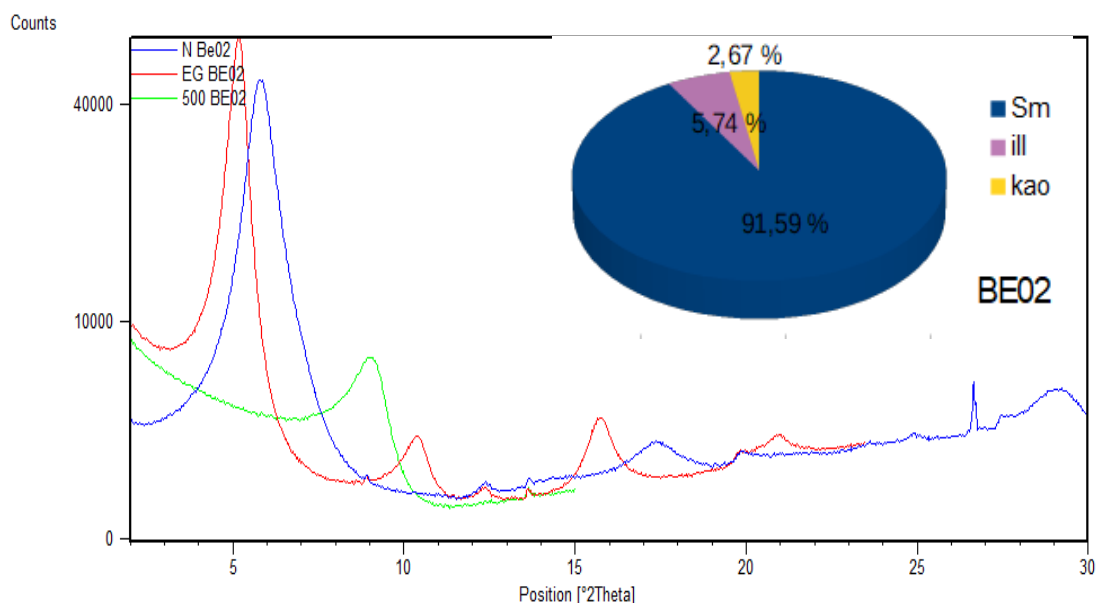 Counts
N Be02
EG BE02
500 BE02
40000
10000
0
5
10
15
20
25
30
Position [°2Theta]
2,67 %
5,74 %
91,59 %
Sm
ill
kao
BE02